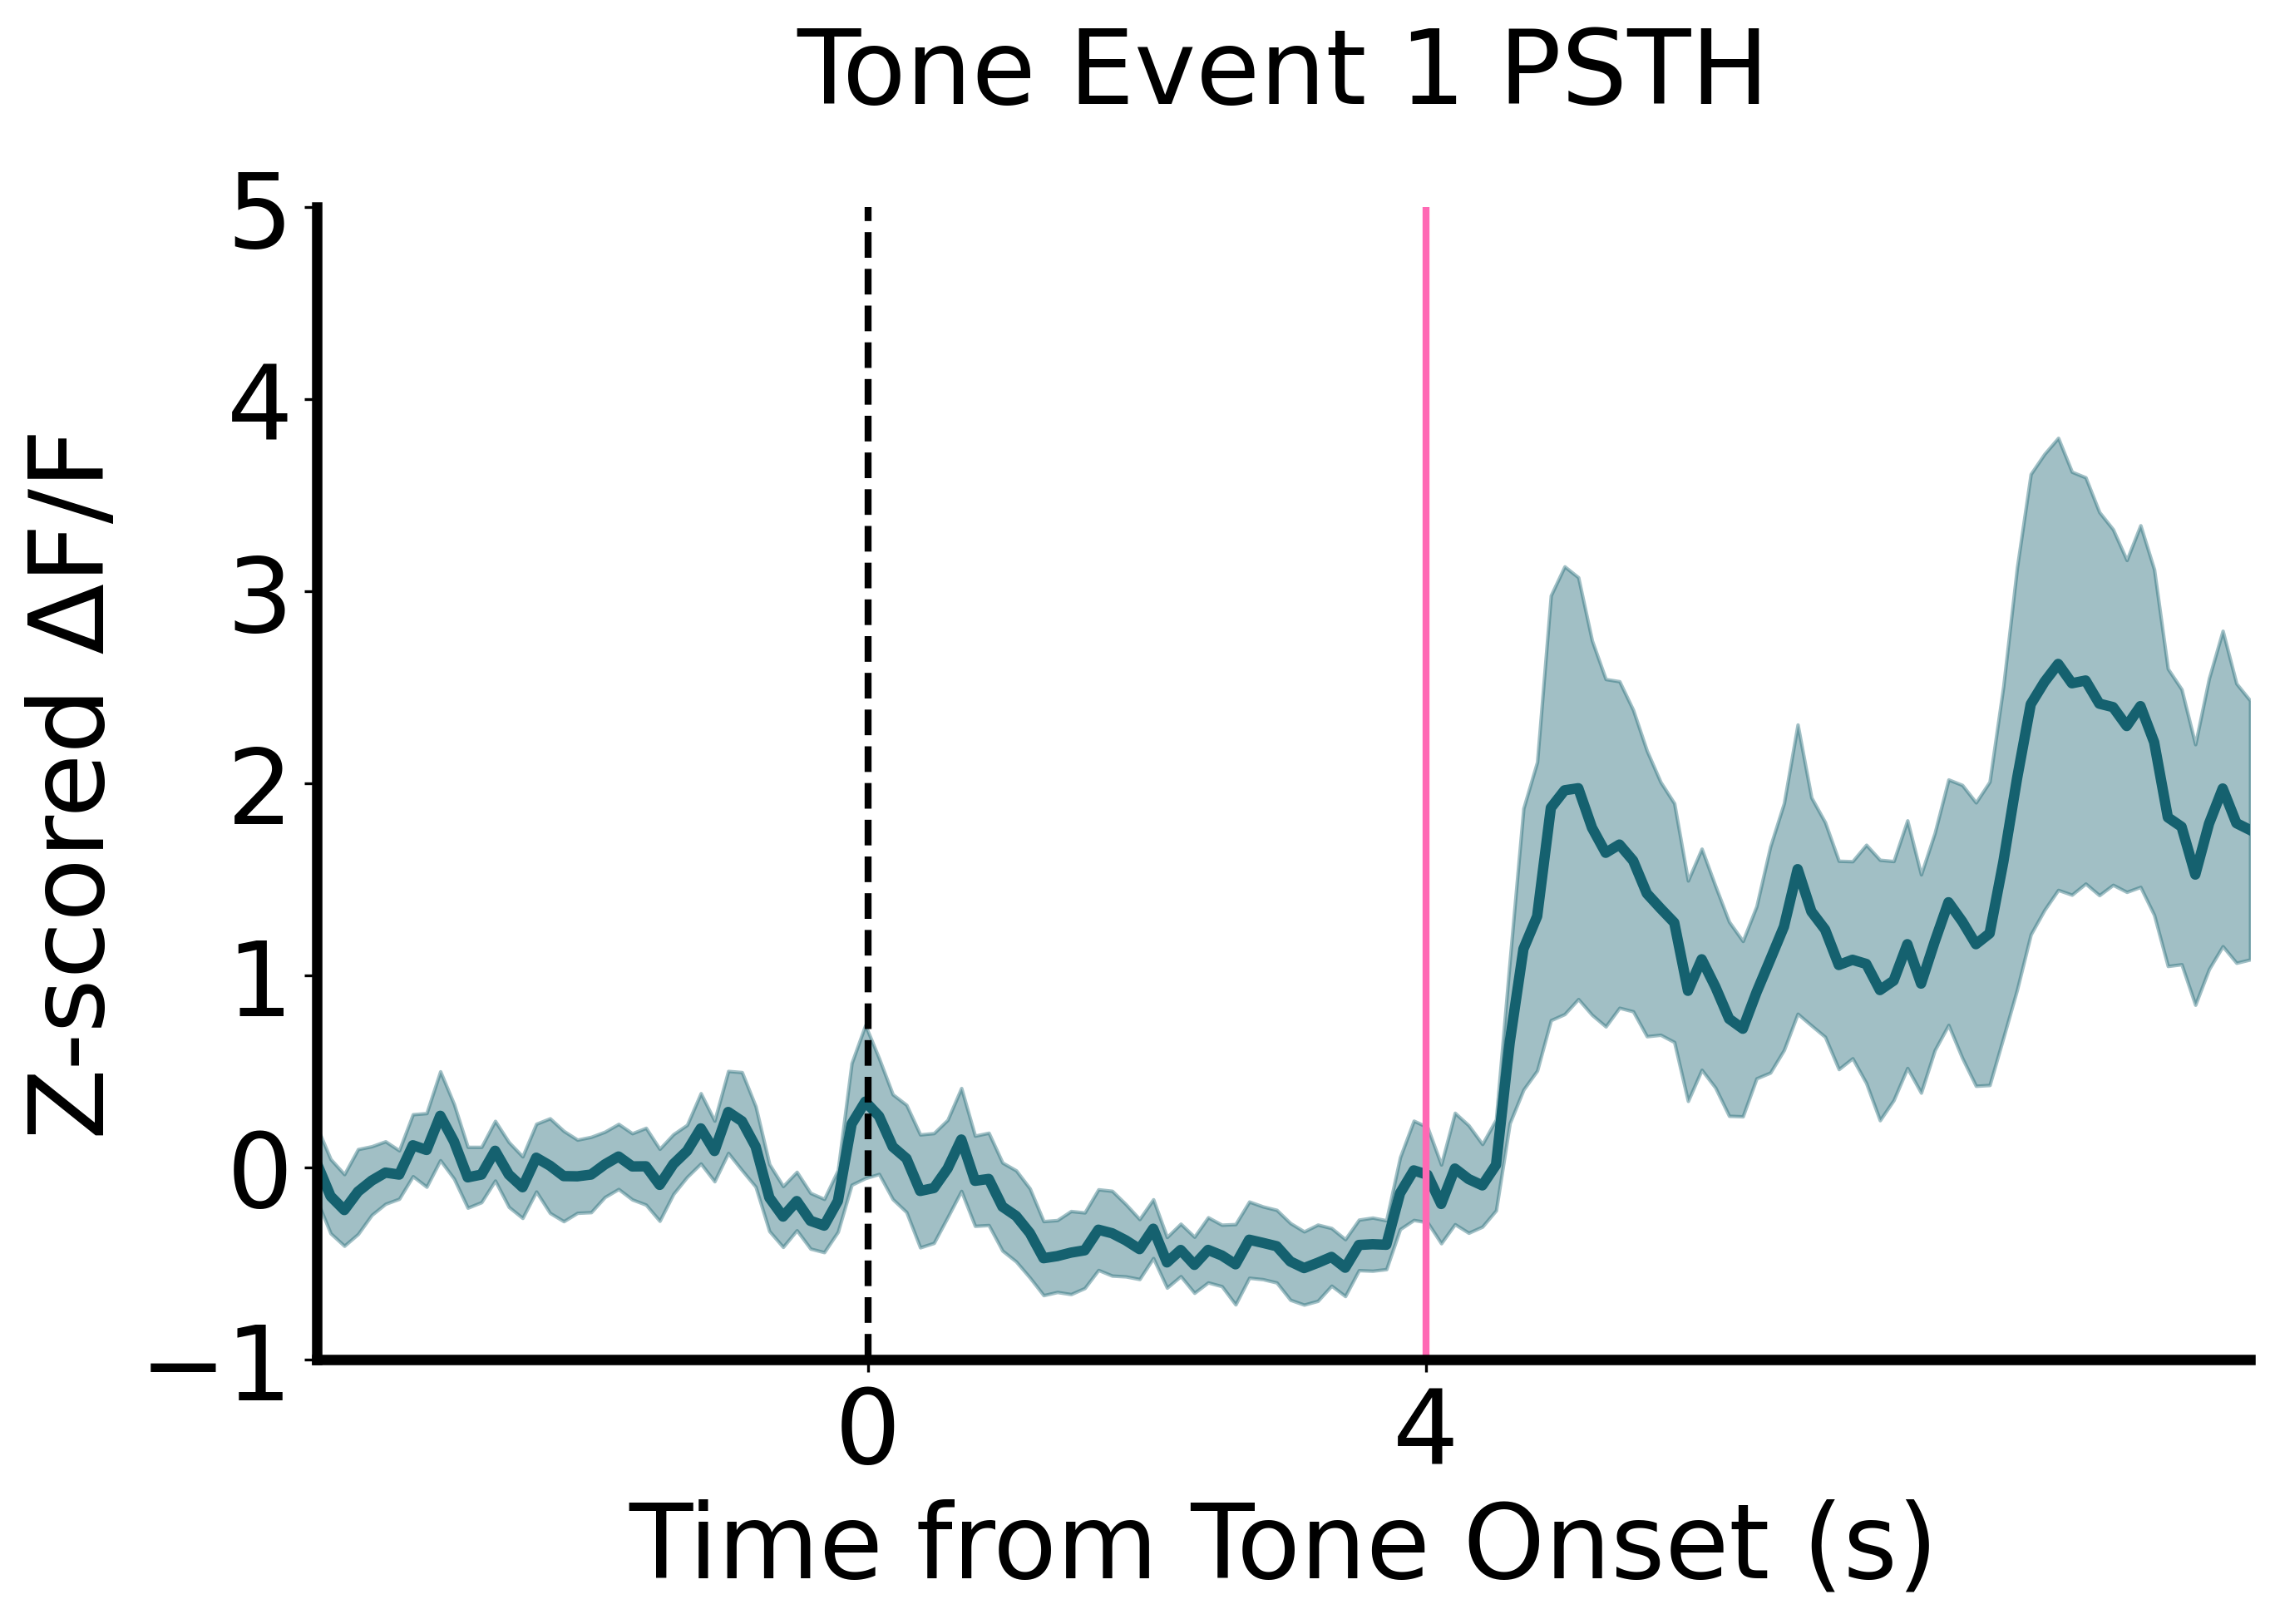 Tone Event 1 PSTH
Z-scored ΔF/F
5
4
3
2
1
0
−1
0 4
Time from Tone Onset (s)